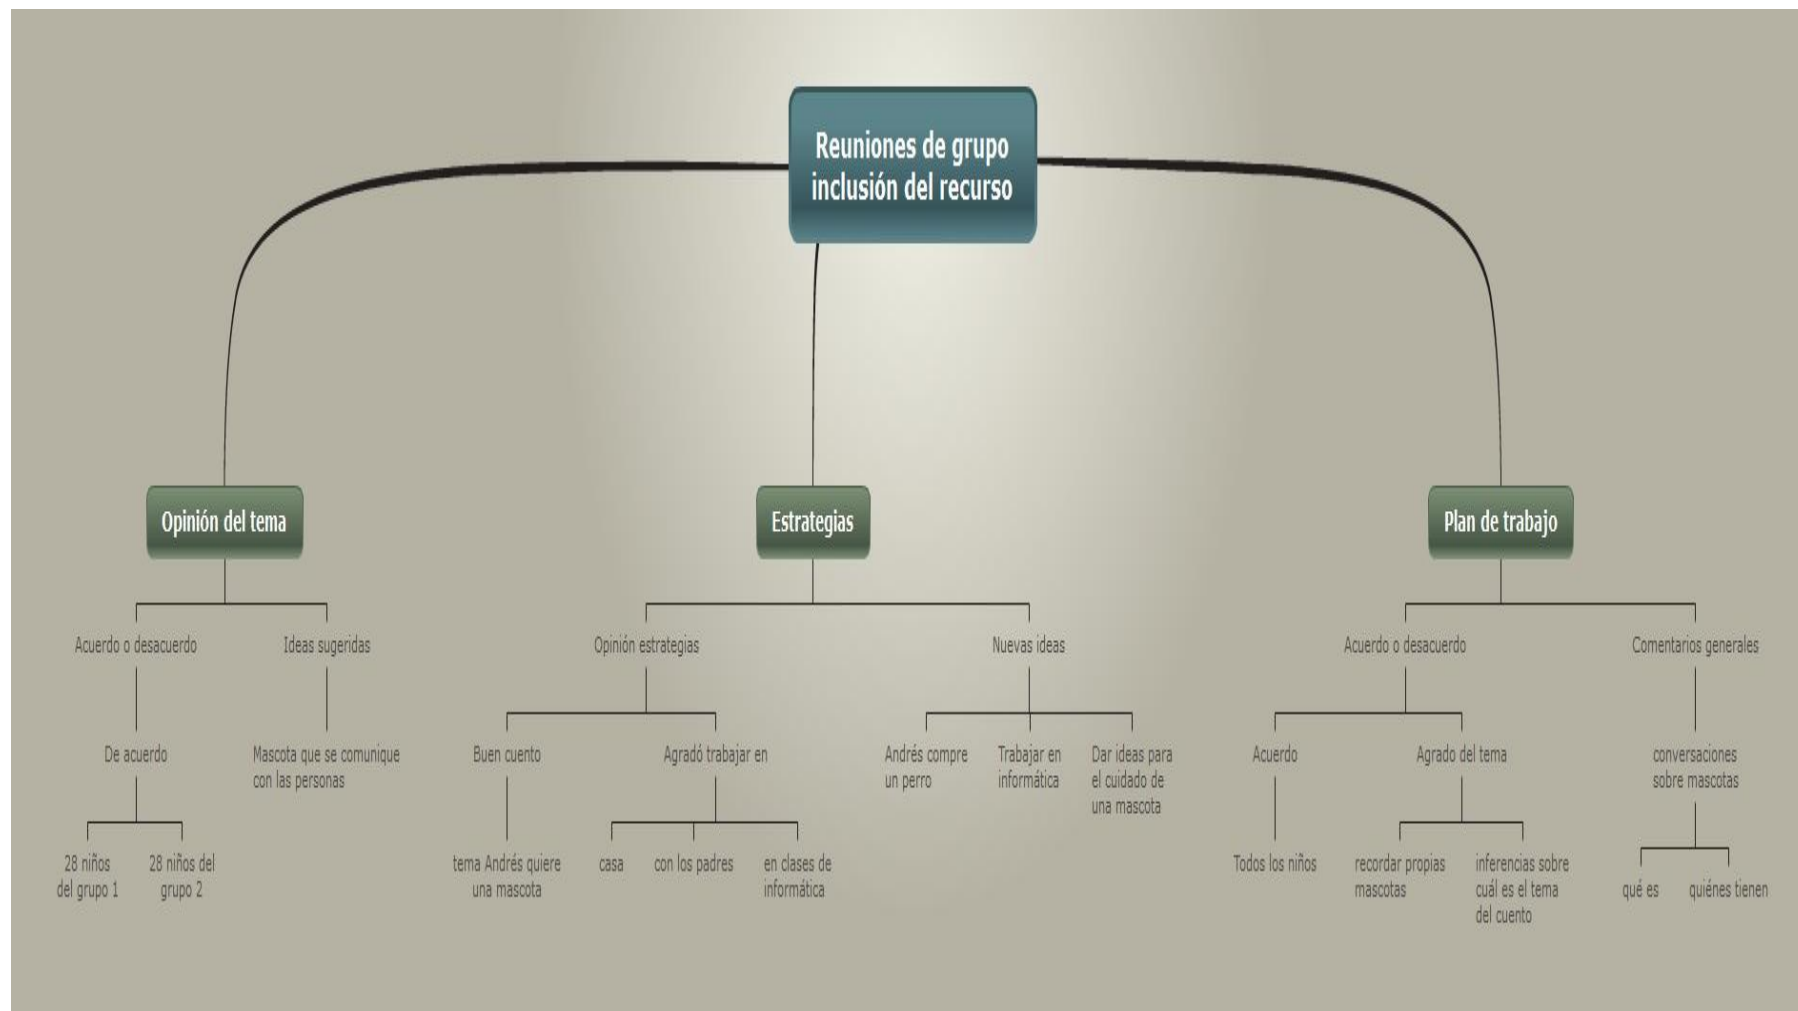 Reuniones de grupo
inclusión del recurso
Opinión del tema
Estrategias
Plan de trabajo
Acuerdo o desacuerdo
Ideas sugeridas
Opinión estrategias
Nuevas ideas
Acuerdo o desacuerdo
Comentarios generales
De acuerdo
Mascota que se comunique
con las personas
Buen cuento
Agradó trabajar en
Andrés compre
un perro
Trabajar en
informática
Dar ideas para
el cuidado de
una mascota
Acuerdo
Agrado del tema
conversaciones
sobre mascotas
28 niños
del grupo 1
28 niños del
grupo 2
tema Andrés quiere
una mascota
casa
con los padres
en clases de
informática
Todos los niños
recordar propias
mascotas
inferencias sobre
cuál es el tema
del cuento
qué es
quiénes tienen